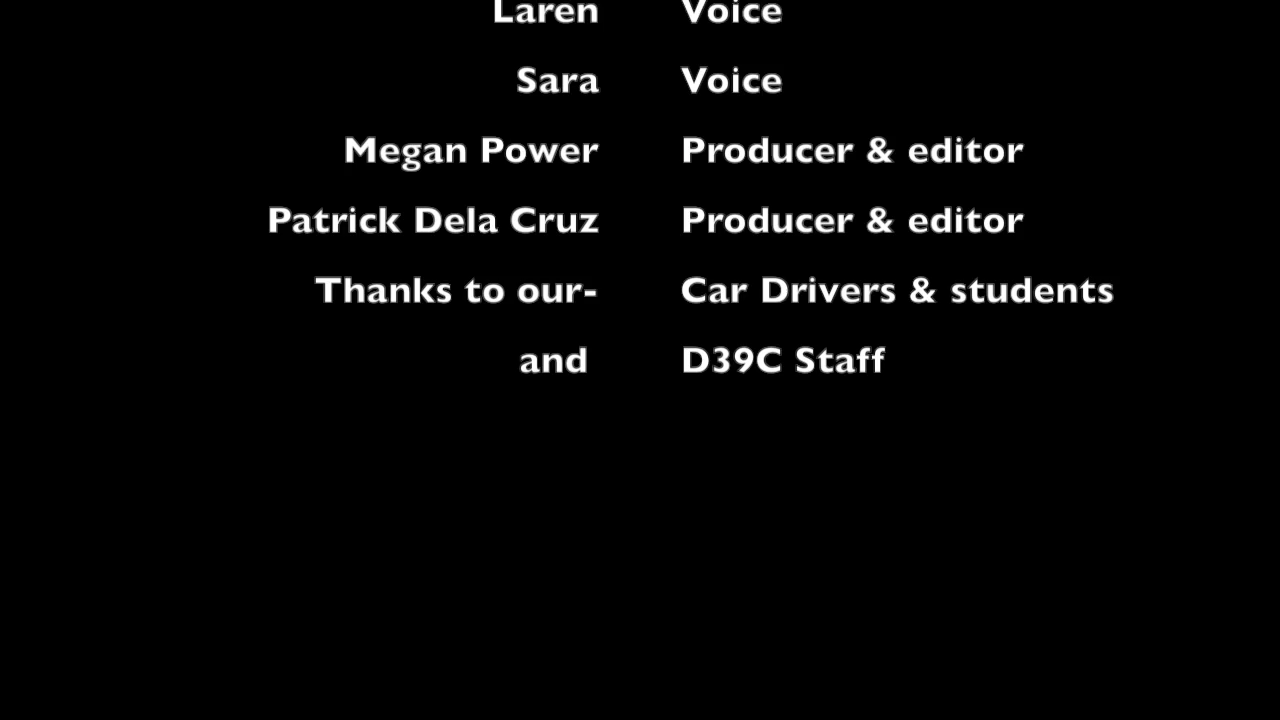 Laren Voice
Sara Voice
Megan Power Producer & editor
Patrick Dela Cruz Producer & editor
Thanks to our- Car Drivers & students
and D39C Staff